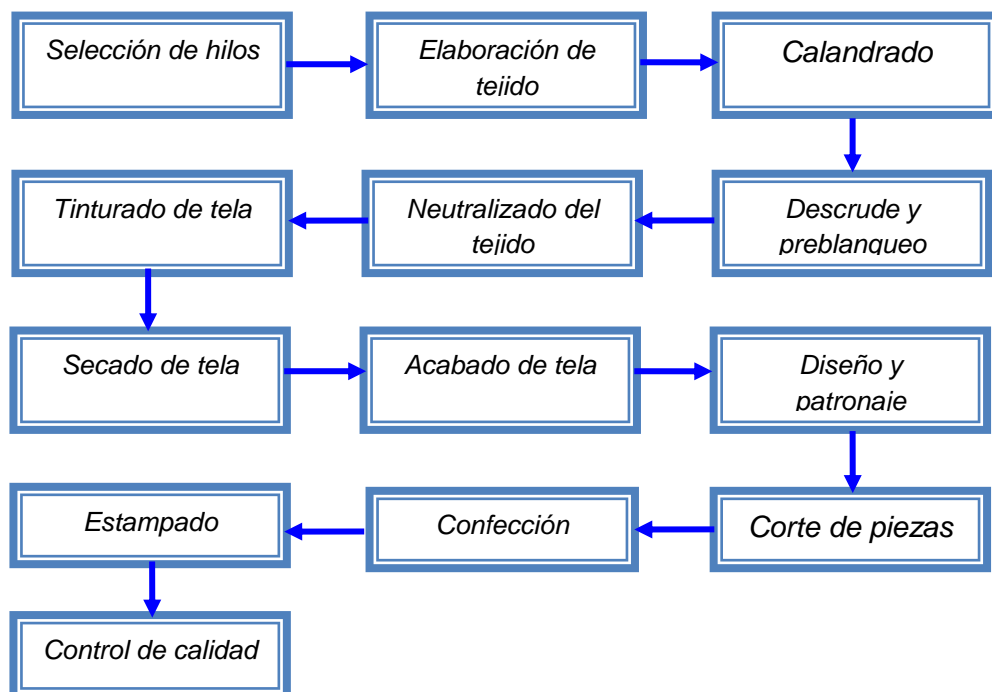 Selección de hilos
Elaboración de
tejido
Calandrado
Tinturado de tela
Neutralizado del
tejido
Descrude y
preblanqueo
Secado de tela
Acabado de tela
Diseño y
patronaje
Estampado
Confección
Corte de piezas
Control de calidad